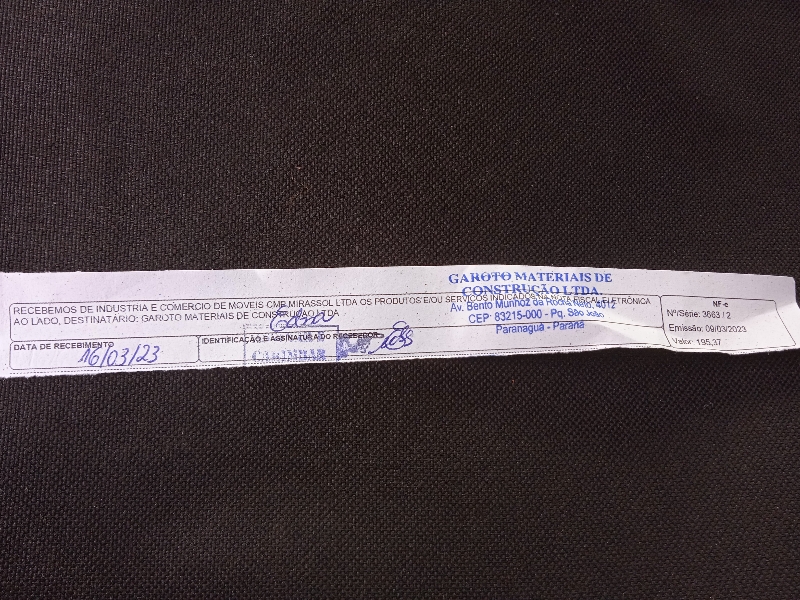 GAROTO MATERIAIS DE
CONSTRUÇÃO LTDA.
Av. Bento Munhoz da Rocha Neto, 4012
CEP: 83215-000 - Pq. São João
Paranaguá - Paraná
RECEBEMOS DE INDUSTRIA E COMERCIO DE MOVEIS CMB MIRASSOL LTDA OS PRODUTOS E/OU SERVIÇOS INDICADOS NA NOTA FISCAL ELETRÔNICA
AO LADO, DESTINATÁRIO: GAROTO MATERIAIS DE CONSTRUÇÃO LTDA
DATA DE RECEBIMENTO
16/03/23
IDENTIFICAÇÃO E ASSINATURA DO RECEBEDOR
NF-e
Nº/Série: 3663 / 2
Emissão: 09/03/2023
Valor: 195,37